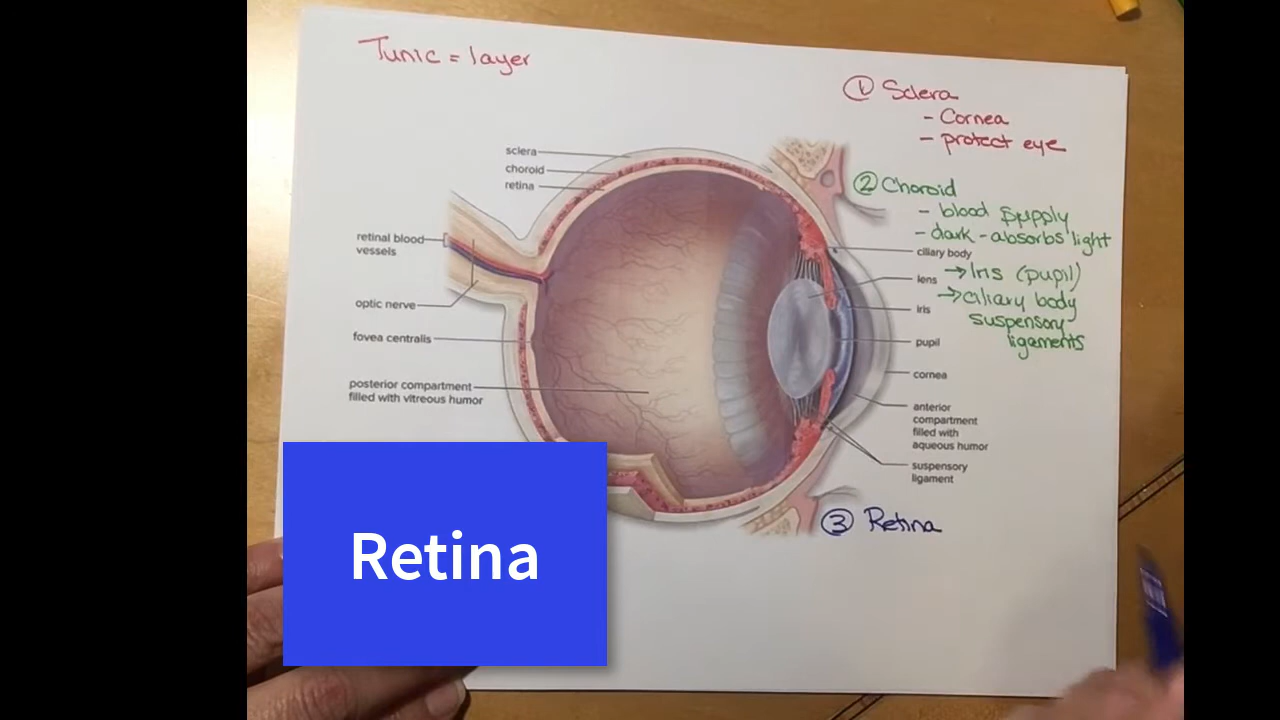 Tunic = layer
① Sclera
- Cornea
- protect eye
② Choroid
- blood supply
- dark - absorbs light
→ Iris (pupil)
→ ciliary body
suspensory
ligaments
③ Retina
sclera
choroid
retina
retinal blood
vessels
optic nerve
fovea centralis
posterior compartment
filled with vitreous humor
ciliary body
lens
iris
pupil
cornea
anterior
compartment
filled with
aqueous humor
suspensory
ligament
Retina